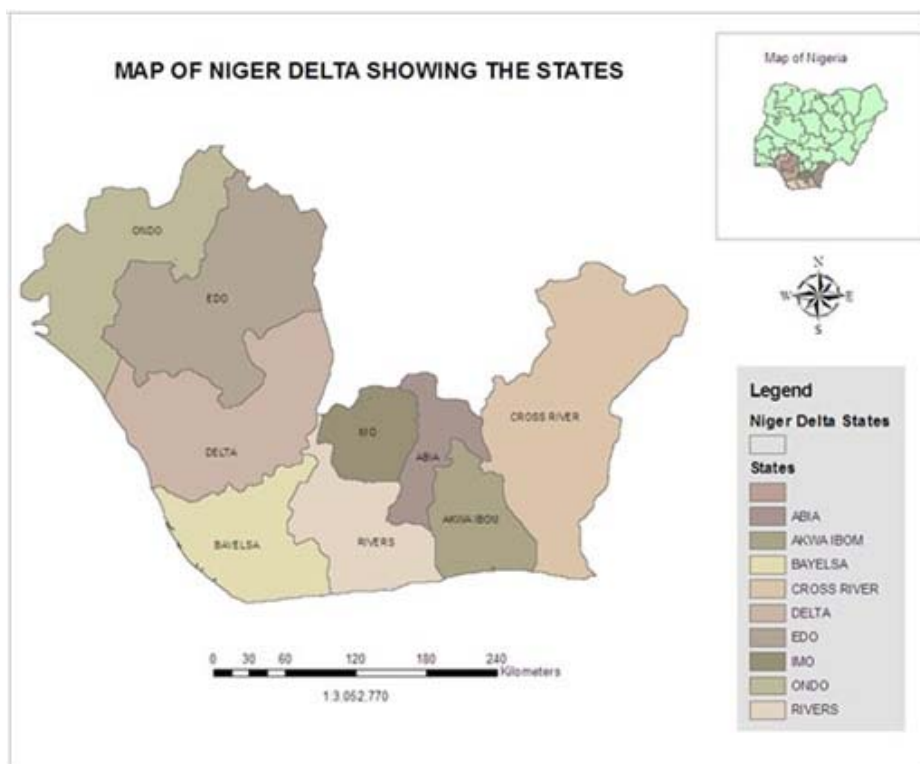 MAP OF NIGER DELTA SHOWING THE STATES
Map of Nigeria
ONDO
EDO
N
W E
S
CROSS RIVER
IMO
ABIA
DELTA
AKWA IBOM
BAYELSA
RIVERS
0 30 60 120 180 240
Kilometers
1:3,052,770
Legend
Niger Delta States
States
ABIA
AKWA IBOM
BAYELSA
CROSS RIVER
DELTA
EDO
IMO
ONDO
RIVERS